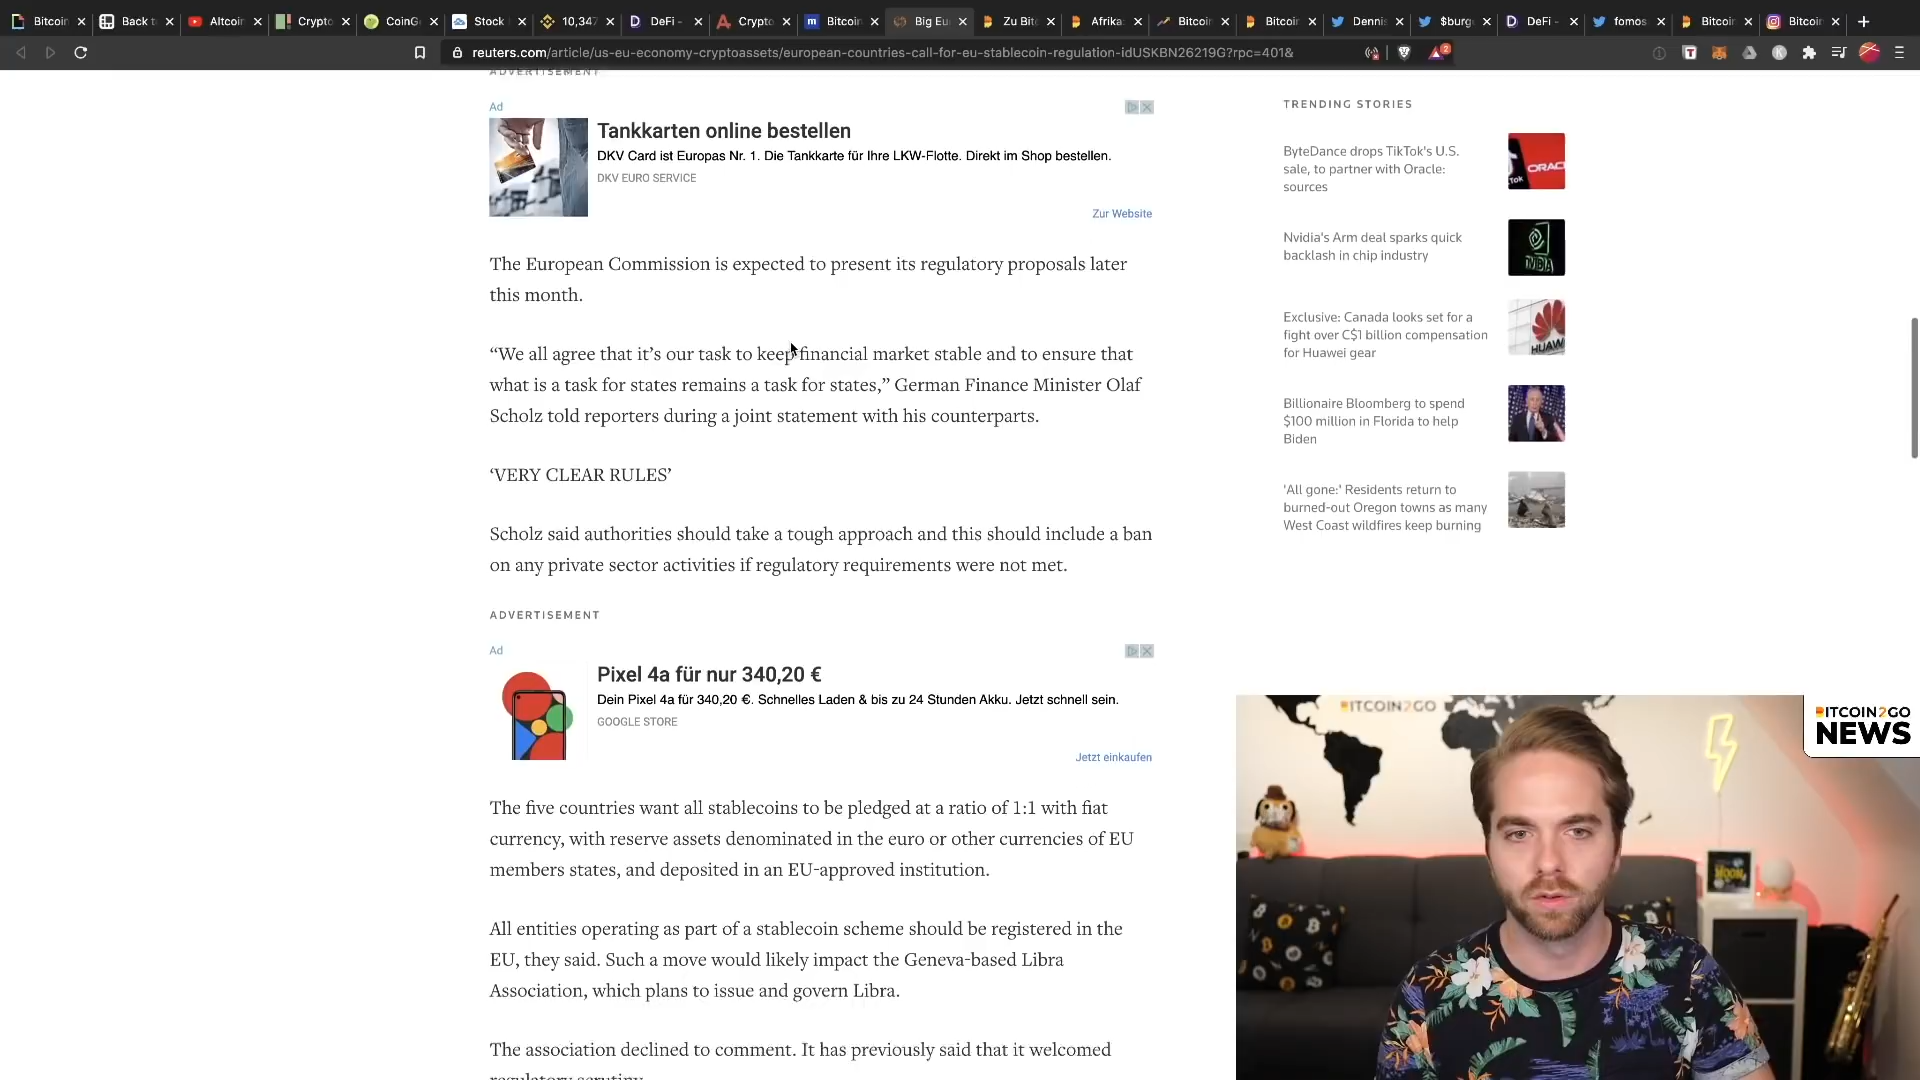 Bitcoin
Back t
Altcoin
Crypto
CoinG
Stock
10,347
DeFi -
Crypto
Bitcoin
Big Eu
Zu Bit
Afrika
Bitcoin
Bitcoin
Dennis
$burg
DeFi -
fomos
Bitcoin
Bitcoin
reuters.com/article/us-eu-economy-cryptoassets/european-countries-call-for-eu-stablecoin-regulation-idUSKBN26219G?rpc=401&
2
ADVERTISEMENT
Ad
Tankkarten online bestellen
DKV Card ist Europas Nr. 1. Die Tankkarte für Ihre LKW-Flotte. Direkt im Shop bestellen.
DKV EURO SERVICE
Zur Website
The European Commission is expected to present its regulatory proposals later
this month.
“We all agree that it’s our task to keep financial market stable and to ensure that
what is a task for states remains a task for states,” German Finance Minister Olaf
Scholz told reporters during a joint statement with his counterparts.
‘VERY CLEAR RULES’
Scholz said authorities should take a tough approach and this should include a ban
on any private sector activities if regulatory requirements were not met.
ADVERTISEMENT
Ad
Pixel 4a für nur 340,20 €
Dein Pixel 4a für 340,20 €. Schnelles Laden & bis zu 24 Stunden Akku. Jetzt schnell sein.
GOOGLE STORE
Jetzt einkaufen
The five countries want all stablecoins to be pledged at a ratio of 1:1 with fiat
currency, with reserve assets denominated in the euro or other currencies of EU
members states, and deposited in an EU-approved institution.
All entities operating as part of a stablecoin scheme should be registered in the
EU, they said. Such a move would likely impact the Geneva-based Libra
Association, which plans to issue and govern Libra.
The association declined to comment. It has previously said that it welcomed
regulatory scrutiny.
TRENDING STORIES
ByteDance drops TikTok's U.S.
sale, to partner with Oracle:
sources
Nvidia's Arm deal sparks quick
backlash in chip industry
Exclusive: Canada looks set for a
fight over C$1 billion compensation
for Huawei gear
Billionaire Bloomberg to spend
$100 million in Florida to help
Biden
'All gone:' Residents return to
burned-out Oregon towns as many
West Coast wildfires keep burning
BITCOIN2GO
BITCOIN2GO
NEWS
MOON